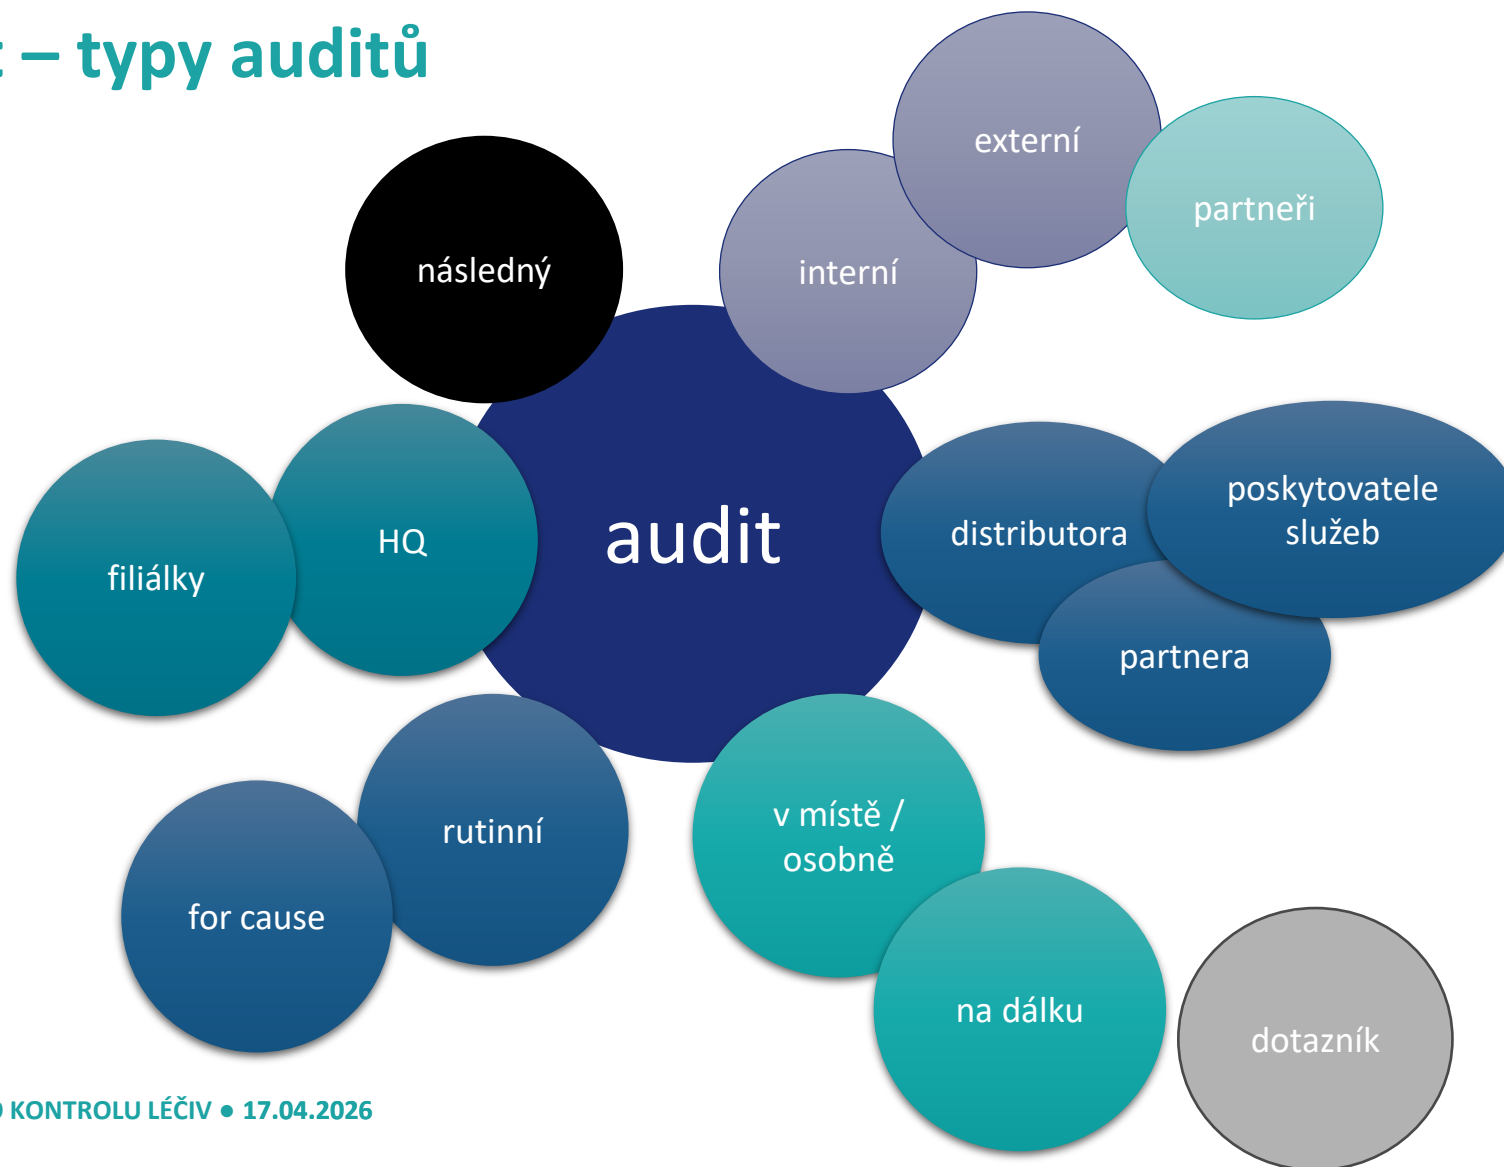 – typy auditů
externí
partneři
následný
interní
audit
HQ
filiálky
distributora
poskytovatele
služeb
partnera
rutinní
for cause
v místě /
osobně
na dálku
dotazník
KONTROLU LÉČIV ● 17.04.2026